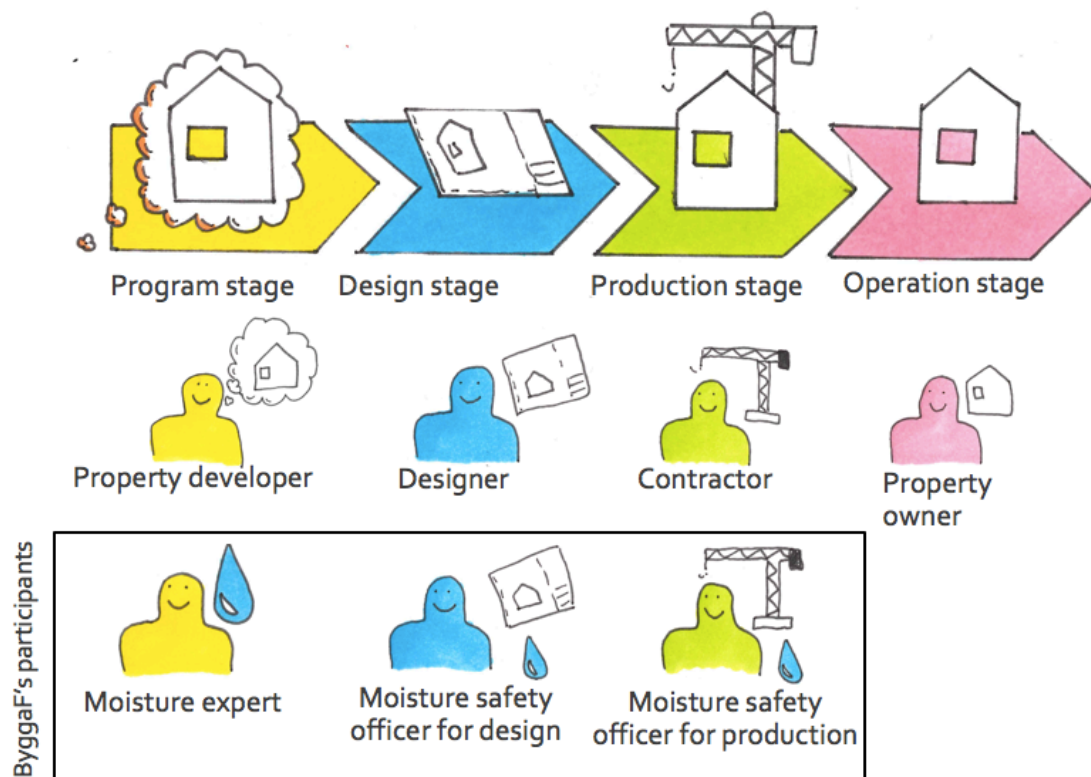 Program stage
Design stage
Production stage
Operation stage
Property developer
Designer
Contractor
Property
owner
ByggaF's participants
Moisture expert
Moisture safety
officer for design
Moisture safety
officer for production